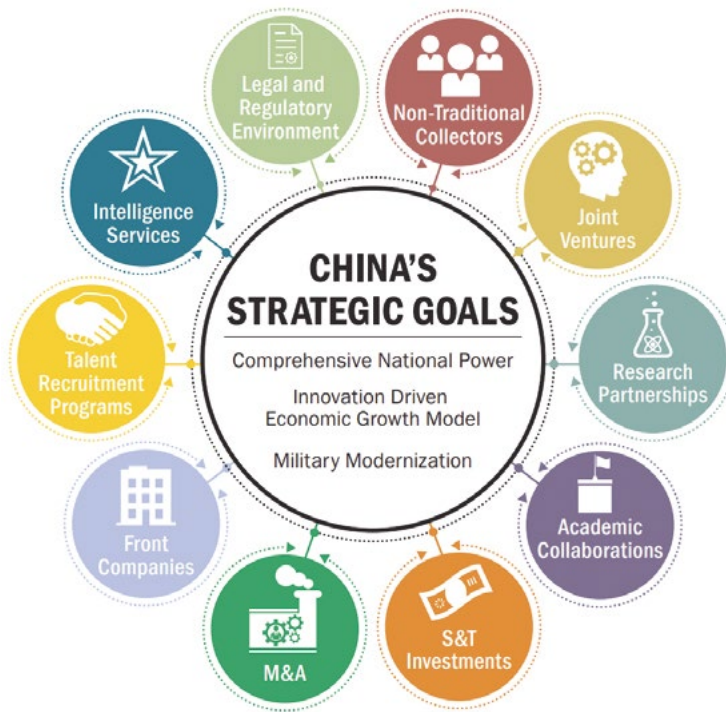 CHINA'S
STRATEGIC GOALS
Comprehensive National Power
Innovation Driven
Economic Growth Model
Military Modernization
Legal and
Regulatory
Environment
Non-Traditional
Collectors
Joint
Ventures
Research
Partnerships
Academic
Collaborations
S&T
Investments
M&A
Front
Companies
Talent
Recruitment
Programs
Intelligence
Services